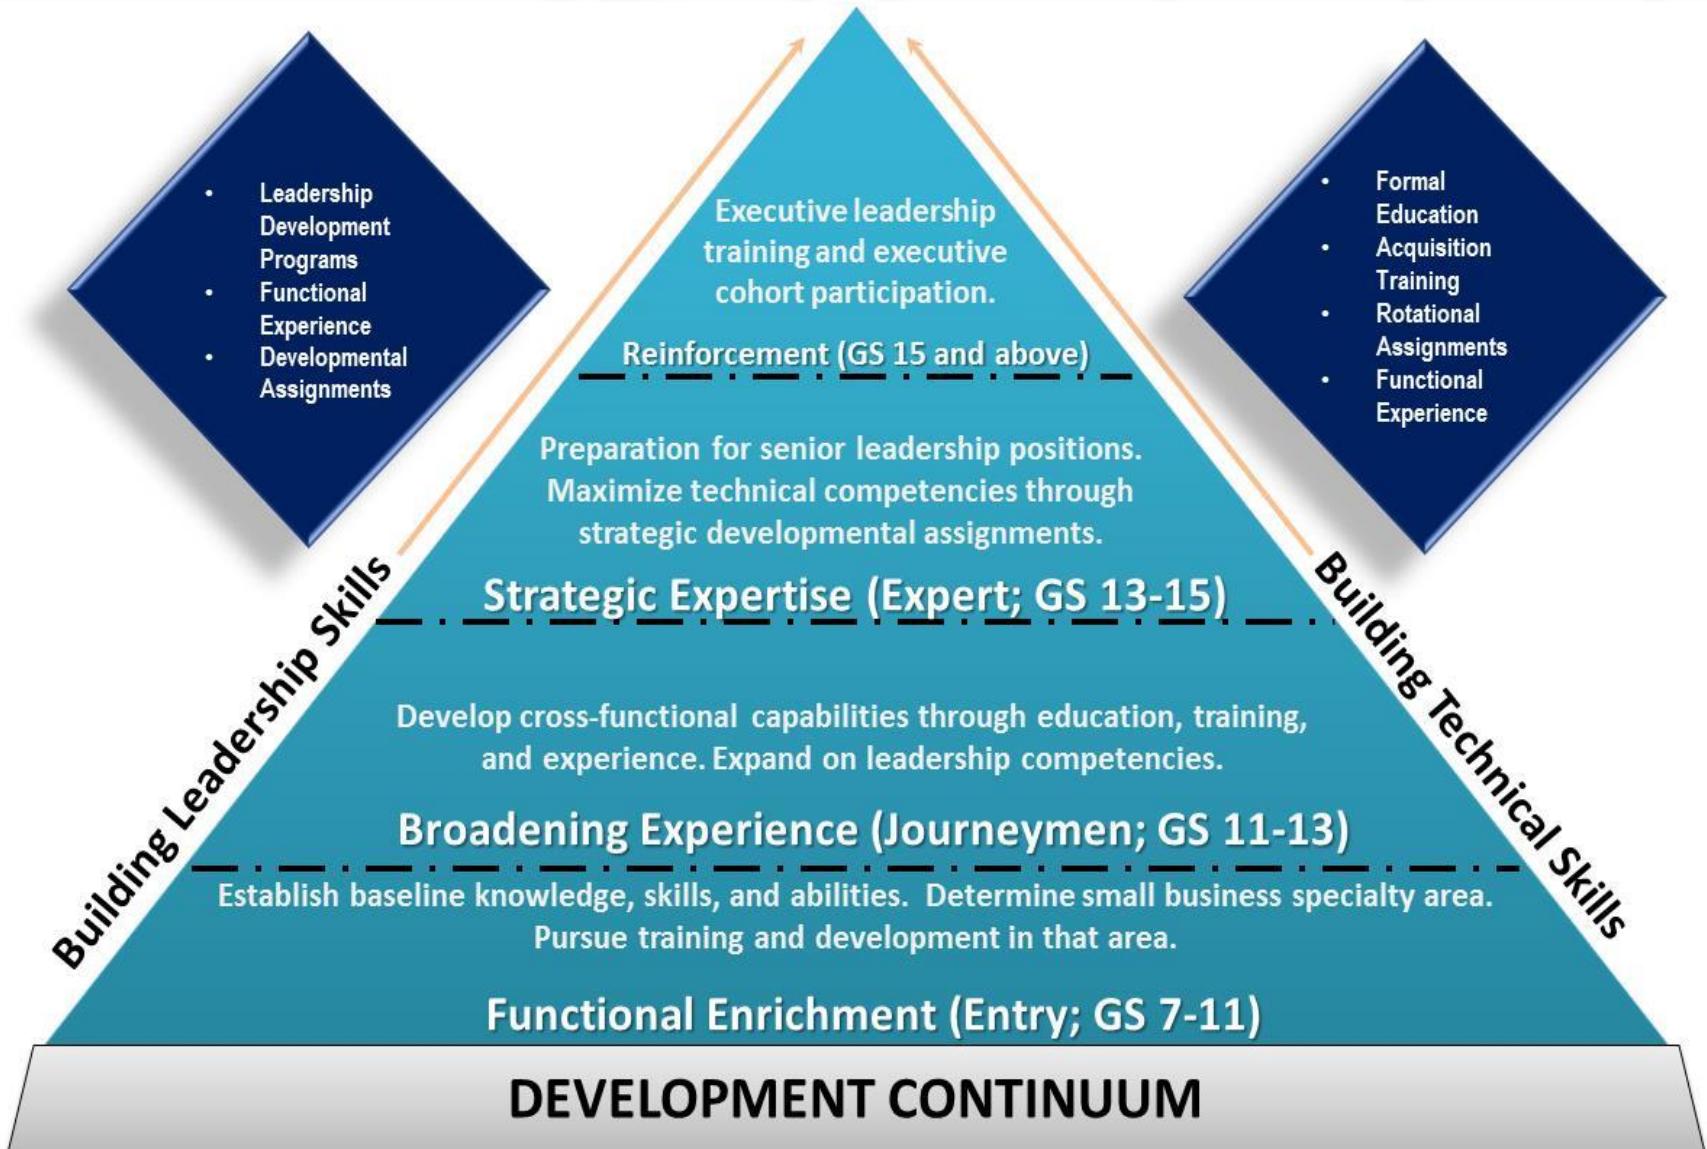 • Leadership
Development
Programs
• Functional
Experience
• Developmental
Assignments
Building Leadership Skills
Executive leadership
training and executive
cohort participation.
Reinforcement (GS 15 and above)
Preparation for senior leadership positions.
Maximize technical competencies through
strategic developmental assignments.
Strategic Expertise (Expert; GS 13-15)
Develop cross-functional capabilities through education, training,
and experience. Expand on leadership competencies.
Broadening Experience (Journeymen; GS 11-13)
Establish baseline knowledge, skills, and abilities. Determine small business specialty area.
Pursue training and development in that area.
Functional Enrichment (Entry; GS 7-11)
• Formal
Education
• Acquisition
Training
• Rotational
Assignments
• Functional
Experience
Building Technical Skills
DEVELOPMENT CONTINUUM